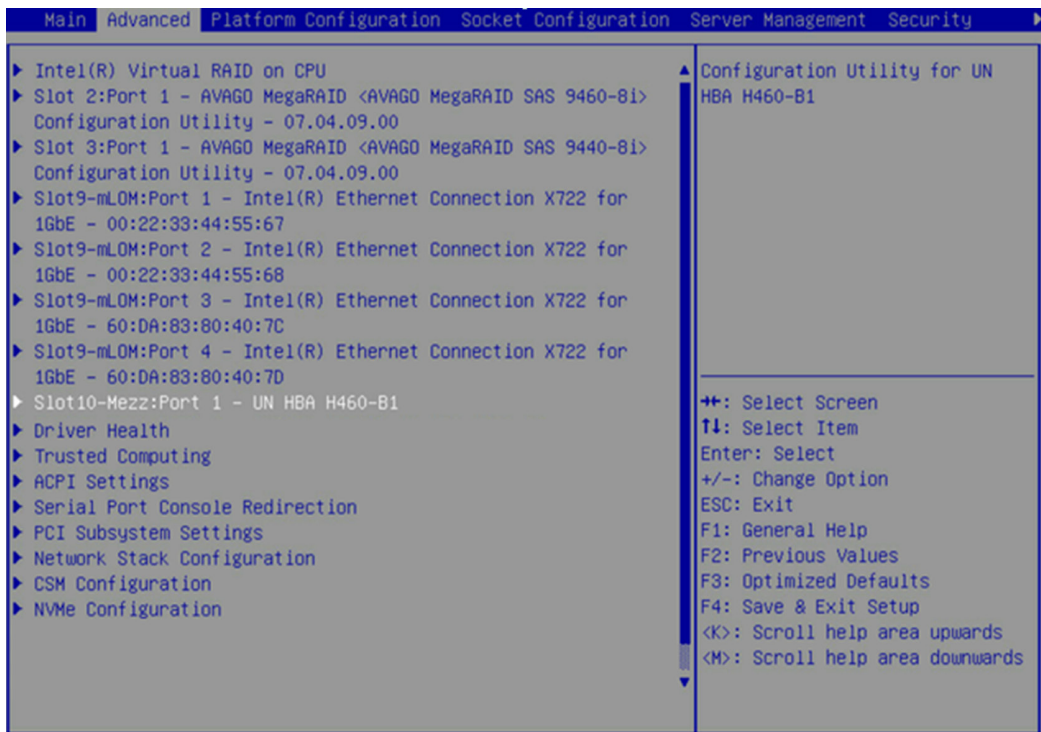 Main Advanced Platform Configuration Socket Configuration Server Management Security
Intel(R) Virtual RAID on CPU
Slot 2:Port 1 - AVAGO MegaRAID <AVAGO MegaRAID SAS 9460-8i>
Configuration Utility - 07.04.09.00
Slot 3:Port 1 - AVAGO MegaRAID <AVAGO MegaRAID SAS 9440-8i>
Configuration Utility - 07.04.09.00
Slot9-mLOM:Port 1 - Intel(R) Ethernet Connection X722 for
1GbE - 00:22:33:44:55:67
Slot9-mLOM:Port 2 - Intel(R) Ethernet Connection X722 for
1GbE - 00:22:33:44:55:68
Slot9-mLOM:Port 3 - Intel(R) Ethernet Connection X722 for
1GbE - 60:DA:83:80:40:7C
Slot9-mLOM:Port 4 - Intel(R) Ethernet Connection X722 for
1GbE - 60:DA:83:80:40:7D
Slot10-Mezz:Port 1 - UN HBA H460-B1
Driver Health
Trusted Computing
ACPI Settings
Serial Port Console Redirection
PCI Subsystem Settings
Network Stack Configuration
CSM Configuration
NVMe Configuration
Configuration Utility for UN
HBA H460-B1
→←: Select Screen
↑↓: Select Item
Enter: Select
+/-: Change Option
ESC: Exit
F1: General Help
F2: Previous Values
F3: Optimized Defaults
F4: Save & Exit Setup
<K>: Scroll help area upwards
<M>: Scroll help area downwards